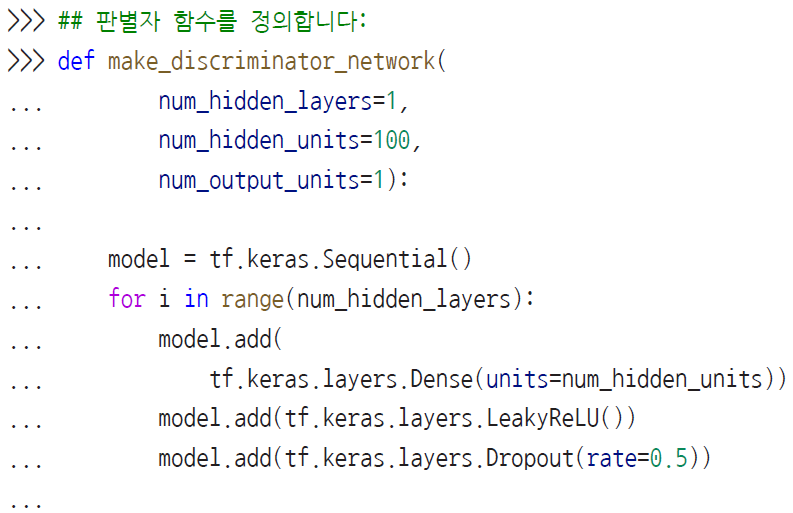 >>> ## 판별자 함수를 정의합니다:
>>> def make_discriminator_network(
...         num_hidden_layers=1,
...         num_hidden_units=100,
...         num_output_units=1):
...
...     model = tf.keras.Sequential()
...     for i in range(num_hidden_layers):
...         model.add(
...             tf.keras.layers.Dense(units=num_hidden_units))
...         model.add(tf.keras.layers.LeakyReLU())
...         model.add(tf.keras.layers.Dropout(rate=0.5))
...